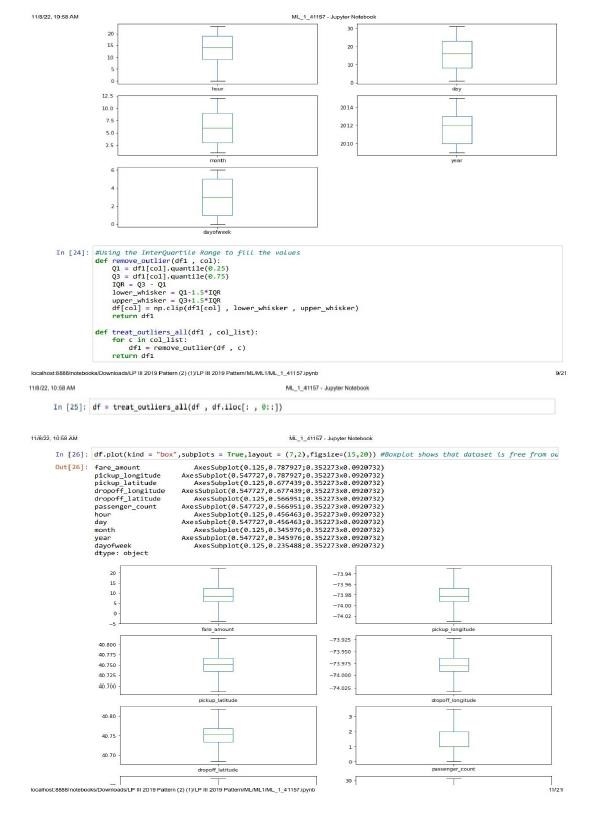 11/8/22, 10:58 AM ML_1_41157 - Jupyter Notebook
20
15
10
5
0
hour
30
20
10
0
day
12.5
10.0
7.5
5.0
2.5
month
2014
2012
2010
year
6
4
2
0
dayofweek
In [24]: #Using the InterQuartile Range to fill the values
def remove_outlier(df1 , col):
Q1 = df1[col].quantile(0.25)
Q3 = df1[col].quantile(0.75)
IQR = Q3 - Q1
lower_whisker = Q1-1.5*IQR
upper_whisker = Q3+1.5*IQR
df[col] = np.clip(df1[col] , lower_whisker , upper_whisker)
return df1
def treat_outliers_all(df1 , col_list):
for c in col_list:
df1 = remove_outlier(df , c)
return df1
localhost:8888/notebooks/Downloads/LP III 2019 Pattern (2) (1)/LP III 2019 Pattern/ML/ML1/ML_1_41157.ipynb 9/21
11/8/22, 10:58 AM ML_1_41157 - Jupyter Notebook
In [25]: df = treat_outliers_all(df , df.iloc[: , 0::])
11/8/22, 10:58 AM ML_1_41157 - Jupyter Notebook
In [26]: df.plot(kind = "box",subplots = True,layout = (7,2),figsize=(15,20)) #Boxplot shows that dataset is free from ou
Out[26]: fare_amount AxesSubplot(0.125,0.787927;0.352273x0.0920732)
pickup_longitude AxesSubplot(0.547727,0.787927;0.352273x0.0920732)
pickup_latitude AxesSubplot(0.125,0.677439;0.352273x0.0920732)
dropoff_longitude AxesSubplot(0.547727,0.677439;0.352273x0.0920732)
dropoff_latitude AxesSubplot(0.125,0.566951;0.352273x0.0920732)
passenger_count AxesSubplot(0.547727,0.566951;0.352273x0.0920732)
hour AxesSubplot(0.125,0.456463;0.352273x0.0920732)
day AxesSubplot(0.547727,0.456463;0.352273x0.0920732)
month AxesSubplot(0.125,0.345976;0.352273x0.0920732)
year AxesSubplot(0.547727,0.345976;0.352273x0.0920732)
dayofweek AxesSubplot(0.125,0.235488;0.352273x0.0920732)
dtype: object
20
15
10
5
0
-5
fare_amount
-73.94
-73.96
-73.98
-74.00
-74.02
pickup_longitude
40.800
40.775
40.750
40.725
40.700
pickup_latitude
-73.925
-73.950
-73.975
-74.000
-74.025
dropoff_longitude
40.80
40.75
40.70
dropoff_latitude
3
2
1
0
passenger_count
30
localhost:8888/notebooks/Downloads/LP III 2019 Pattern (2) (1)/LP III 2019 Pattern/ML/ML1/ML_1_41157.ipynb 11/21